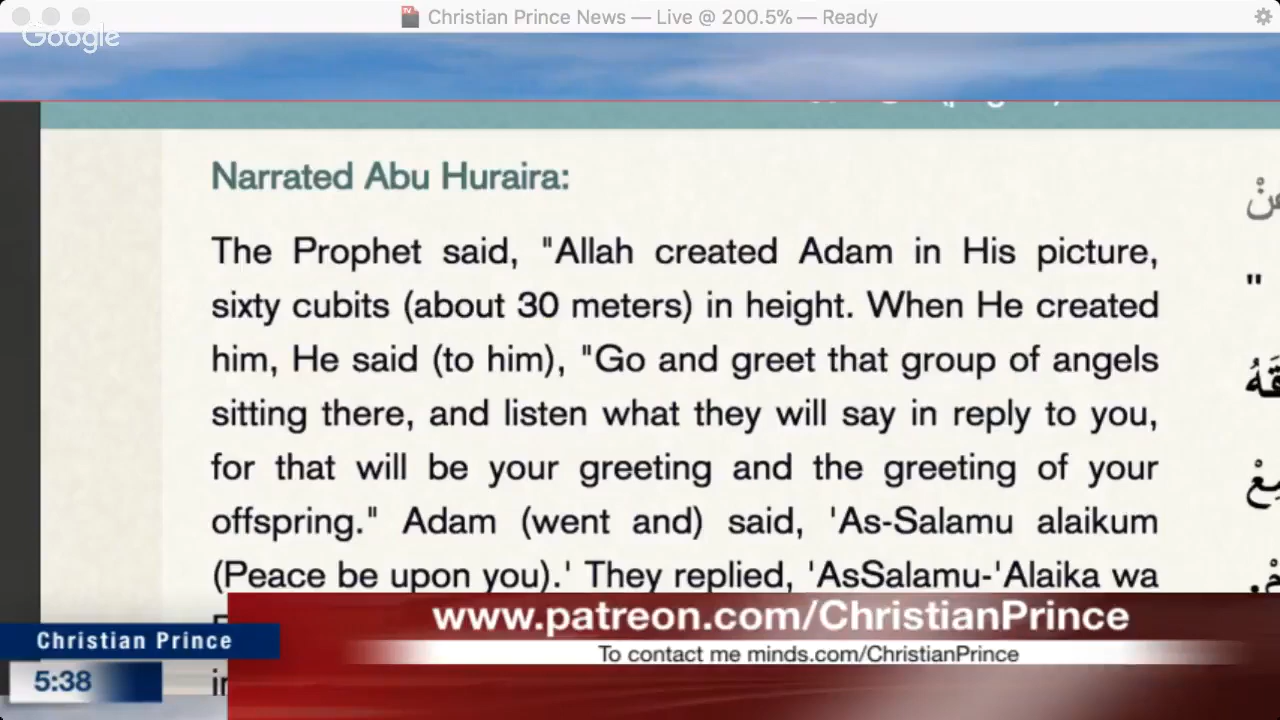 Christian Prince News — Live @ 200.5% — Ready
Google
Narrated Abu Huraira:
The Prophet said, "Allah created Adam in His picture,
sixty cubits (about 30 meters) in height. When He created
him, He said (to him), "Go and greet that group of angels
sitting there, and listen what they will say in reply to you,
for that will be your greeting and the greeting of your
offspring." Adam (went and) said, 'As-Salamu alaikum
(Peace be upon you).' They replied, 'AsSalamu-'Alaika wa
www.patreon.com/ChristianPrince
Christian Prince
To contact me minds.com/ChristianPrince
5:38